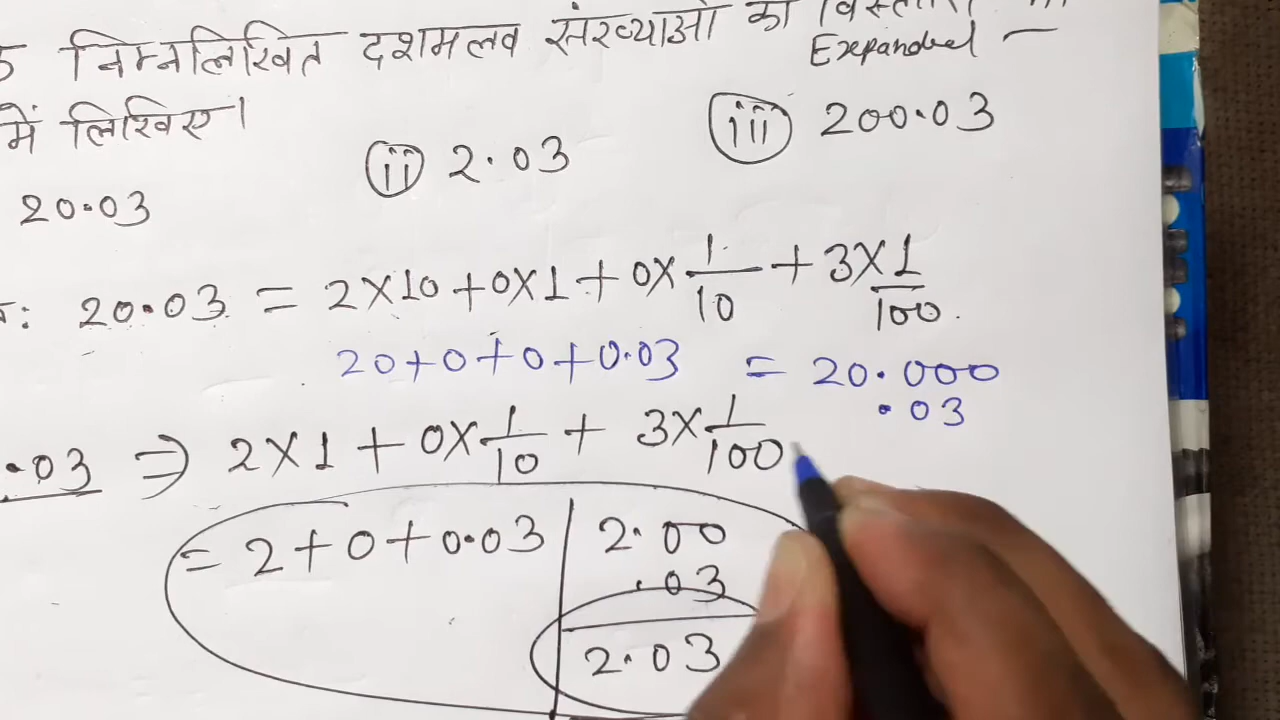 निम्नलिखित दशमलव संख्याओ का विस्तारि
Expanded —
में लिखिए।
20.03 (ii) 2.03 (iii) 200.03
20.03 = 2×10+0×1+0×1/10+3×1/100.
20+0+0+0.03 = 20.000
.03
.03 ⇒ 2×1+0×1/10+3×1/100
= 2+0+0.03 2.00
.03
2.03